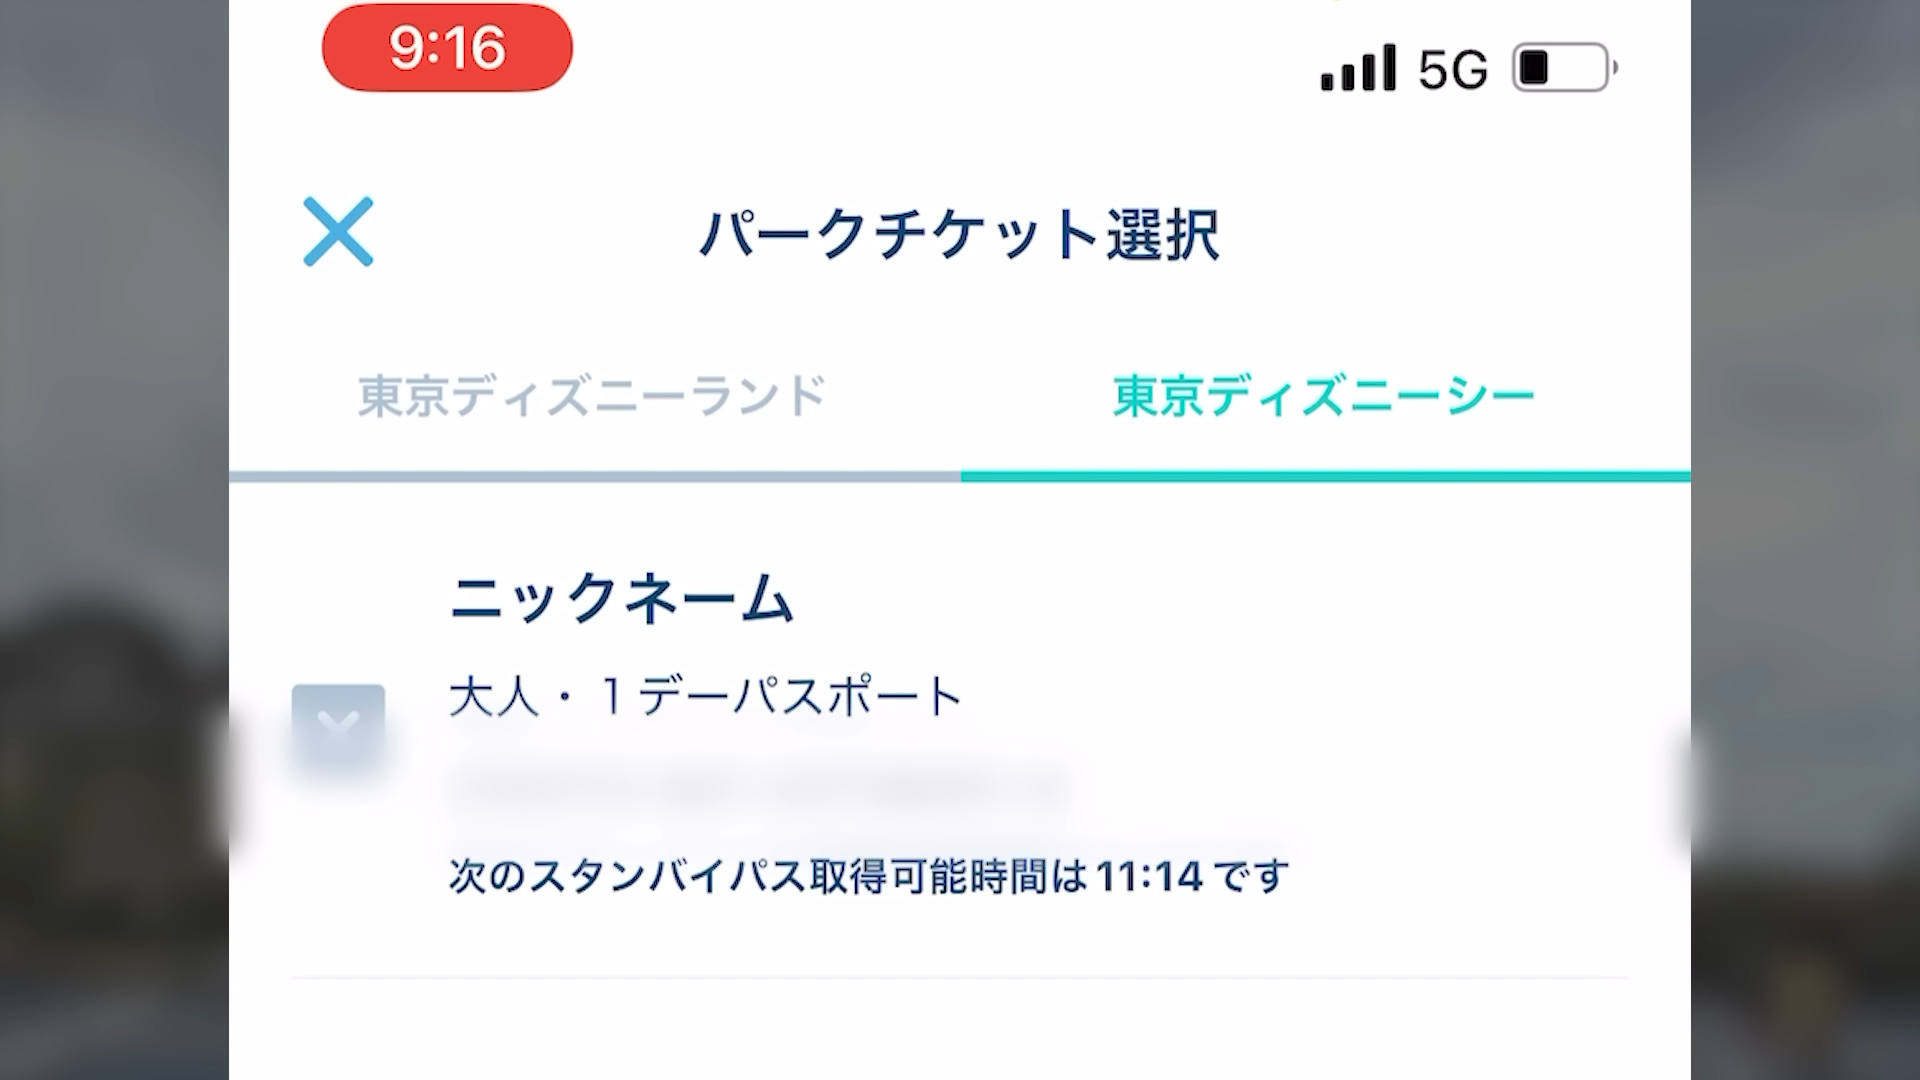 9:16 5G
パークチケット選択
東京ディズニーランド 東京ディズニーシー
ニックネーム
大人・1デーパスポート
次のスタンバイパス取得可能時間は11:14です